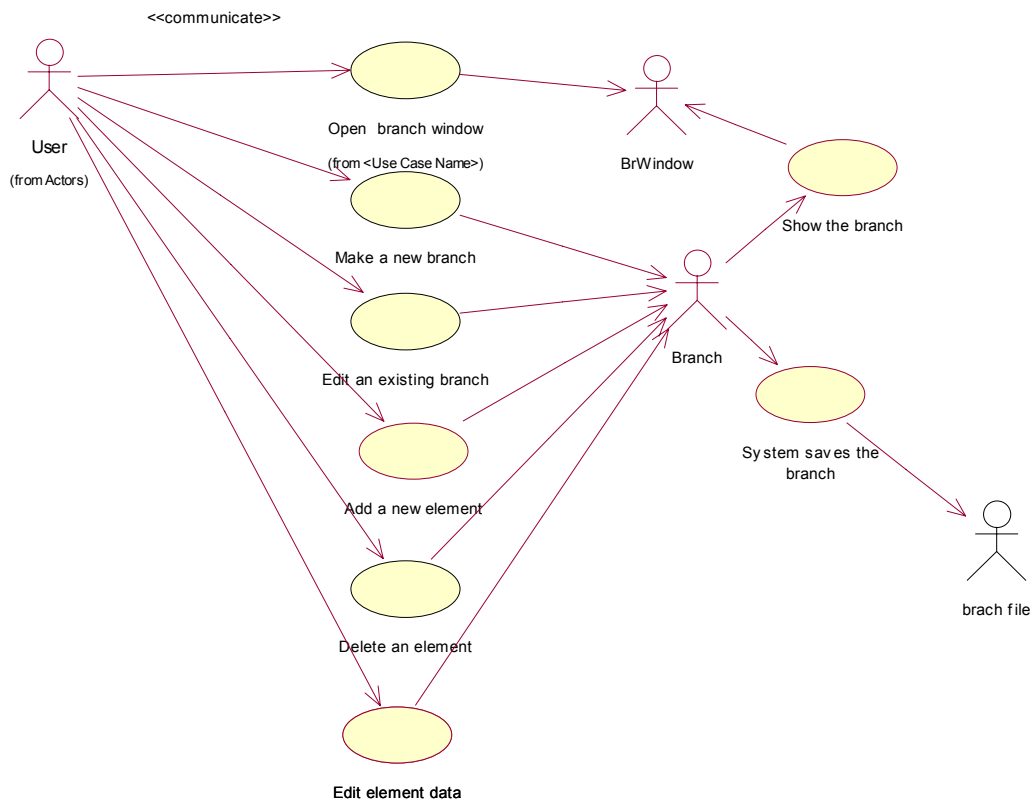 <<communicate>>
User
(from Actors)
Open branch window
(from <Use Case Name>)
BrWindow
Show the branch
Make a new branch
Branch
Edit an existing branch
System saves the
branch
Add a new element
brach file
Delete an element
Edit element data